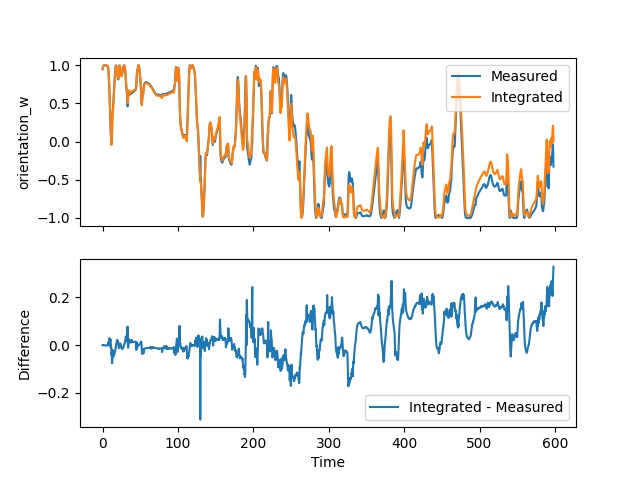 1.0
0.5
0.0
−0.5
−1.0
orientation_w
Measured
Integrated
0.2
0.0
−0.2
Difference
Integrated - Measured
0
100
200
300
400
500
600
Time